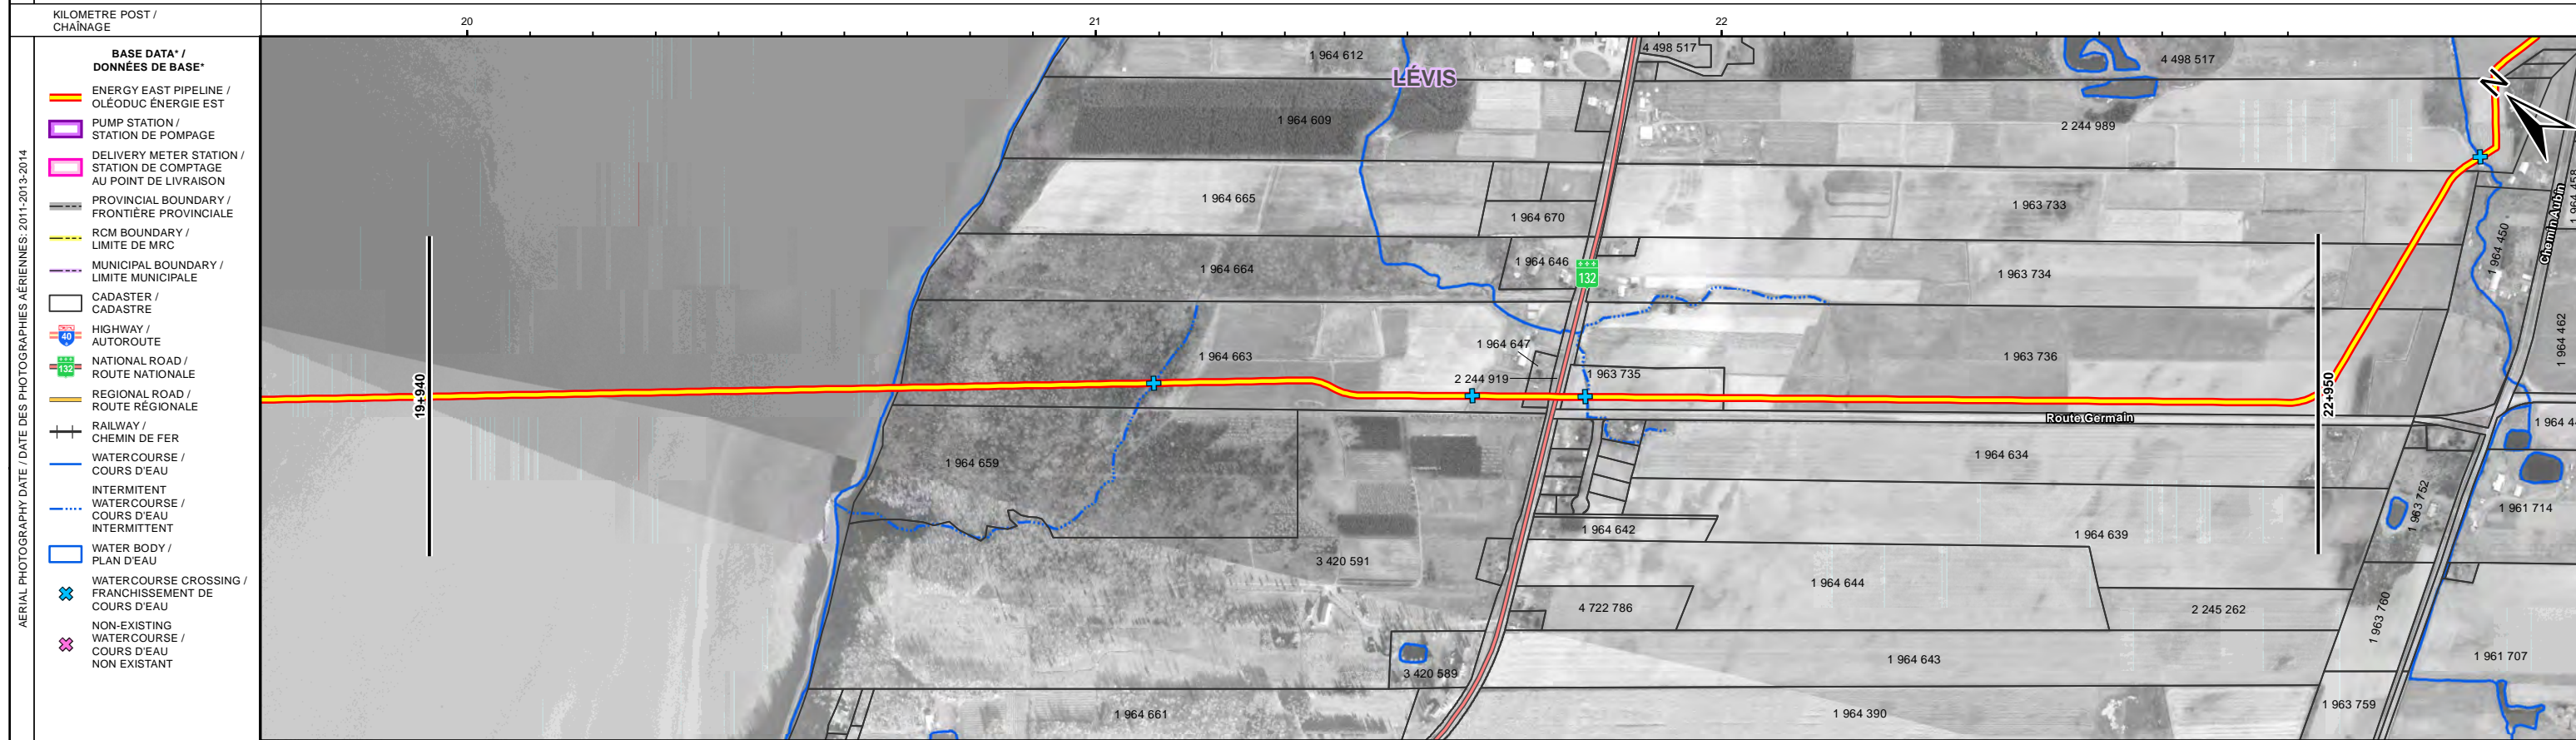 KILOMETRE POST /
CHAÎNAGE
20
21
22
AERIAL PHOTOGRAPHY DATE / DATE DES PHOTOGRAPHIES AÉRIENNES: 2011-2013-2014
BASE DATA* /
DONNÉES DE BASE*
ENERGY EAST PIPELINE /
OLÉODUC ÉNERGIE EST
PUMP STATION /
STATION DE POMPAGE
DELIVERY METER STATION /
STATION DE COMPTAGE
AU POINT DE LIVRAISON
PROVINCIAL BOUNDARY /
FRONTIÈRE PROVINCIALE
RCM BOUNDARY /
LIMITE DE MRC
MUNICIPAL BOUNDARY /
LIMITE MUNICIPALE
CADASTER /
CADASTRE
40
HIGHWAY /
AUTOROUTE
132
NATIONAL ROAD /
ROUTE NATIONALE
REGIONAL ROAD /
ROUTE RÉGIONALE
RAILWAY /
CHEMIN DE FER
WATERCOURSE /
COURS D'EAU
INTERMITENT
WATERCOURSE /
COURS D'EAU
INTERMITTENT
WATER BODY /
PLAN D'EAU
WATERCOURSE CROSSING /
FRANCHISSEMENT DE
COURS D'EAU
NON-EXISTING
WATERCOURSE /
COURS D'EAU
NON EXISTANT
19+940
1 964 612
LÉVIS
4 498 517
4 498 517
N
1 964 609
2 244 989
1 964 665
1 964 670
1 963 733
1 964 458
Chemin Aubin
1 964 450
1 964 664
1 964 646
132
1 963 734
1 964 462
1 964 647
1 964 663
1 963 736
2 244 919
1 963 735
22+950
Route Germain
1 964 44
1 964 659
1 964 634
1 963 752
1 961 714
1 964 642
1 964 639
3 420 591
1 964 644
4 722 786
2 245 262
1 963 760
1 964 643
1 961 707
3 420 589
1 963 759
1 964 661
1 964 390